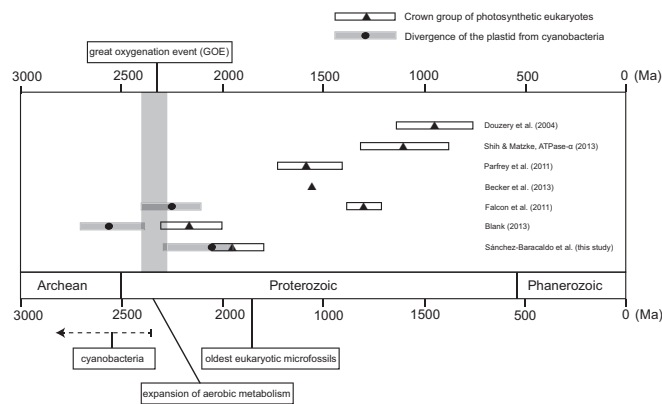 Crown group of photosynthetic eukaryotes
Divergence of the plastid from cyanobacteria
great oxygenation event (GOE)
3000 2500 2000 1500 1000 500 0 (Ma)
Douzery et al. (2004)
Shih & Matzke, ATPase-α (2013)
Parfrey et al. (2011)
Becker et al. (2013)
Falcon et al. (2011)
Blank (2013)
Sánchez-Baracaldo et al. (this study)
Archean Proterozoic Phanerozoic
3000 2500 2000 1500 1000 500 0 (Ma)
cyanobacteria oldest eukaryotic microfossils
expansion of aerobic metabolism